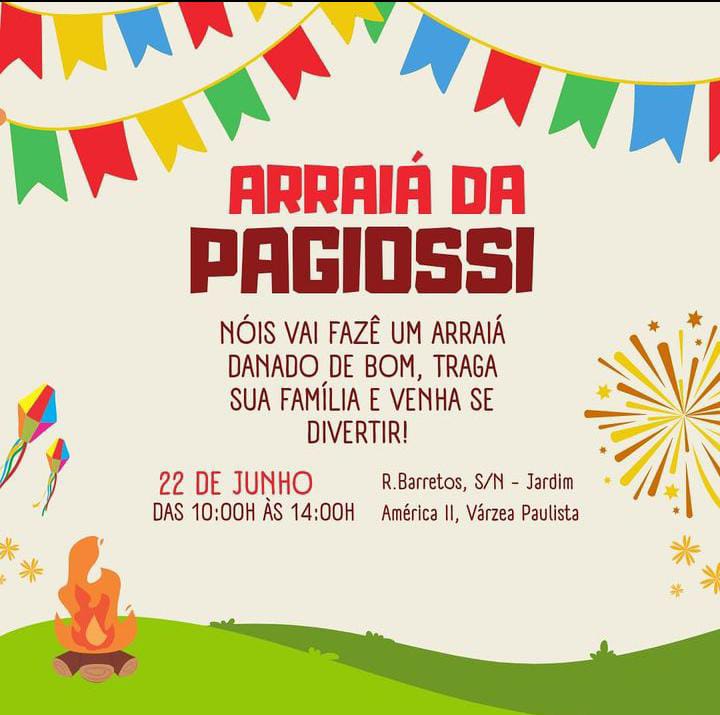 ARRAIÁ DA
PAGIOSSI
NÓIS VAI FAZÊ UM ARRAIÁ
DANADO DE BOM, TRAGA
SUA FAMÍLIA E VENHA SE
DIVERTIR!
22 DE JUNHO
DAS 10:00H ÀS 14:00H
R.Barretos, S/N - Jardim
América II, Várzea Paulista